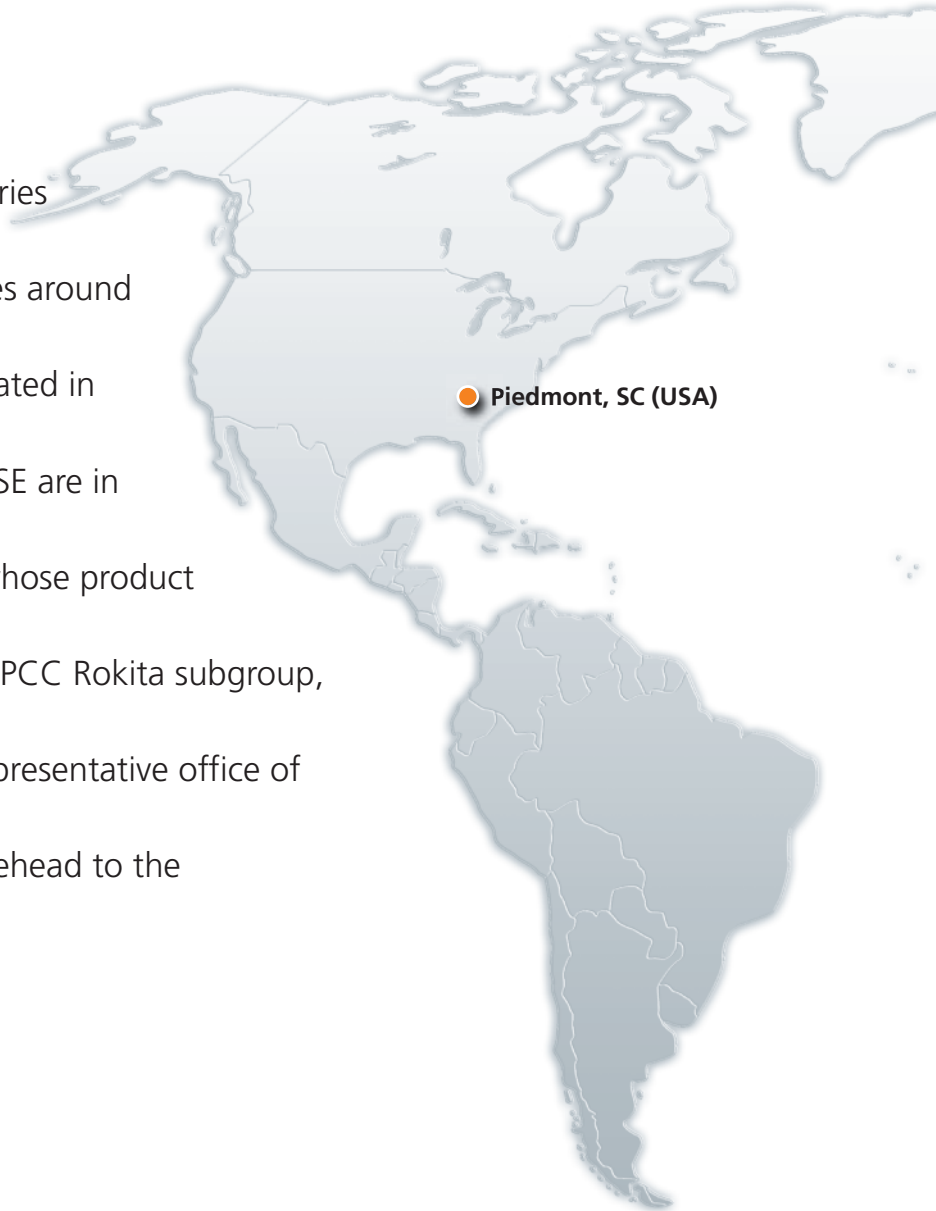 ries
es around
ated in
SE are in
hose product
PCC Rokita subgroup,
presentative office of
ehead to the
Piedmont, SC (USA)